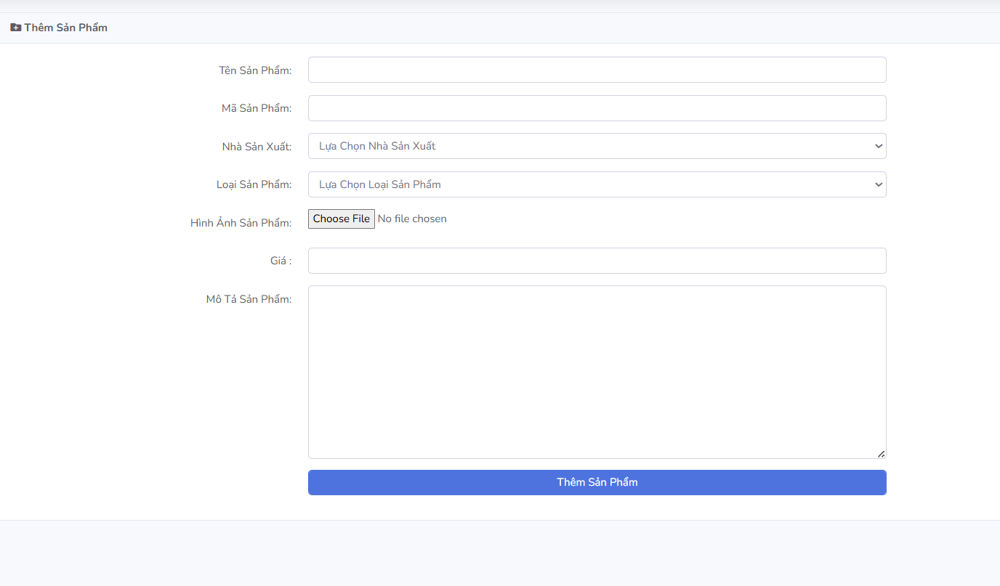 Thêm Sản Phẩm
Tên Sản Phẩm:
Mã Sản Phẩm:
Nhà Sản Xuất: Lựa Chọn Nhà Sản Xuất
Loại Sản Phẩm: Lựa Chọn Loại Sản Phẩm
Hình Ảnh Sản Phẩm: Choose File No file chosen
Giá :
Mô Tả Sản Phẩm:
Thêm Sản Phẩm